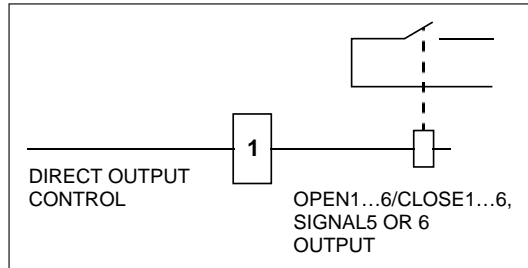 1
DIRECT OUTPUT
CONTROL
OPEN1...6/CLOSE1...6,
SIGNAL5 OR 6
OUTPUT